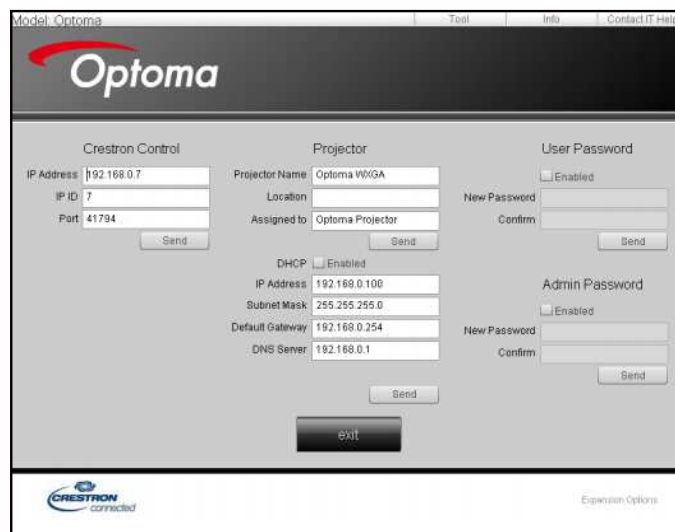 Model: Optoma
Tool
Info
Contact IT Help
Optoma
Crestron Control
IP Address 192.168.0.7
IP ID 7
Port 41794
Send
Projector
Projector Name Optoma WXGA
Location
Assigned to Optoma Projector
Send
DHCP Enabled
IP Address 192.168.0.100
Subnet Mask 255.255.255.0
Default Gateway 192.168.0.254
DNS Server 192.168.0.1
Send
User Password
Enabled
New Password
Confirm
Send
Admin Password
Enabled
New Password
Confirm
Send
exit
CRESTRON
connected
Expansion Options